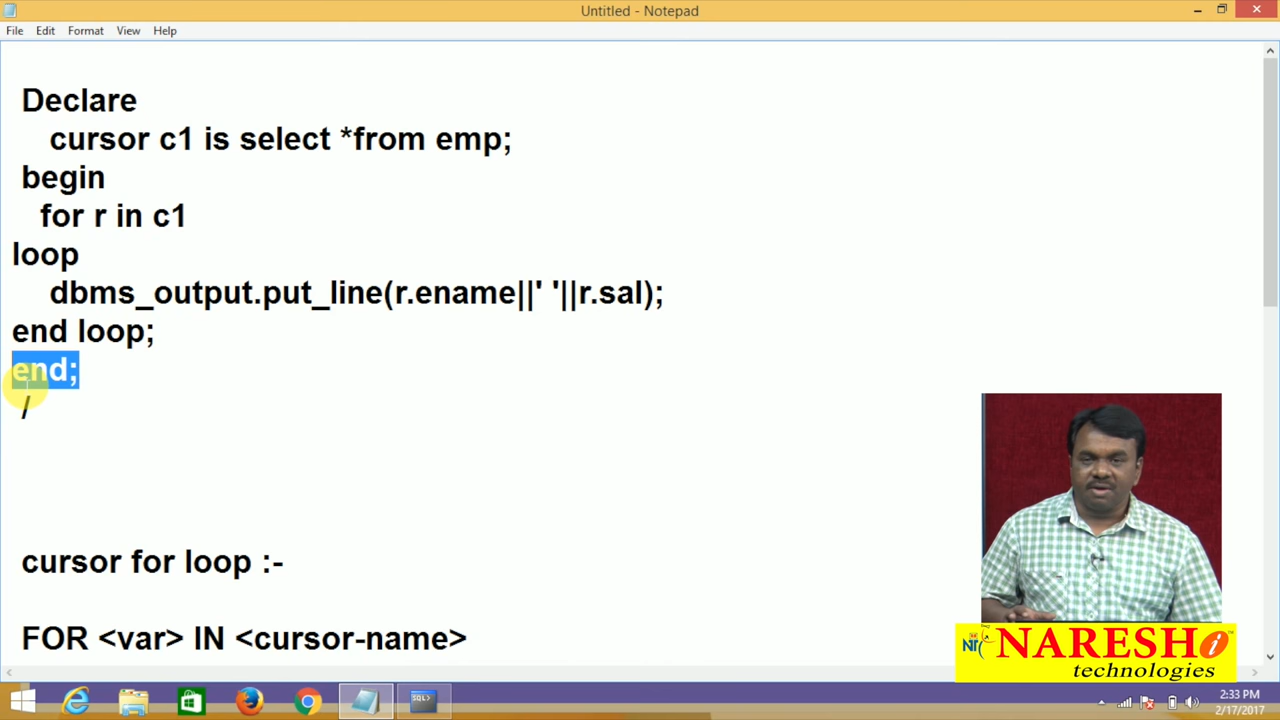 Untitled - Notepad
File Edit Format View Help
Declare
cursor c1 is select *from emp;
begin
for r in c1
loop
dbms_output.put_line(r.ename||' '||r.sal);
end loop;
end;
/
cursor for loop :-
FOR <var> IN <cursor-name>
NARESH i
technologies
SQL>
2:33 PM
2/17/2017